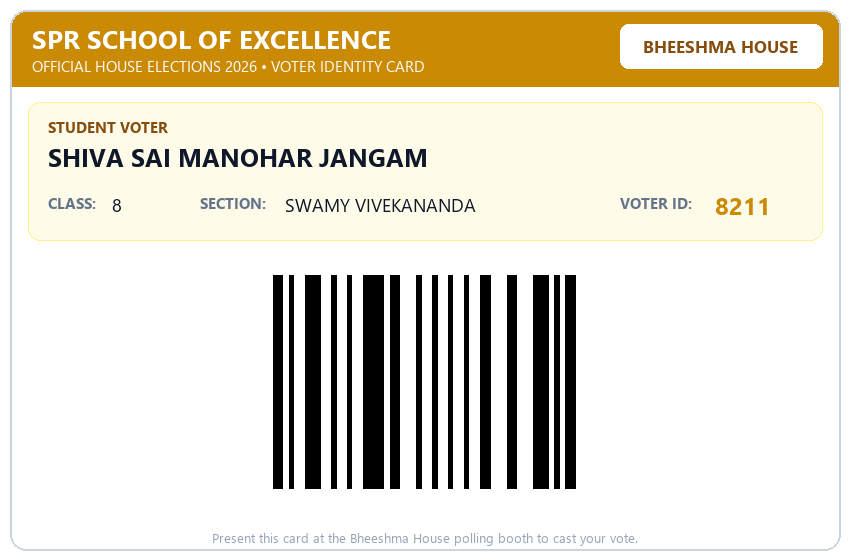 SPR SCHOOL OF EXCELLENCE
OFFICIAL HOUSE ELECTIONS 2026 • VOTER IDENTITY CARD
BHEESHMA HOUSE
STUDENT VOTER
SHIVA SAI MANOHAR JANGAM
CLASS: 8 SECTION: SWAMY VIVEKANANDA VOTER ID: 8211
Present this card at the Bheeshma House polling booth to cast your vote.